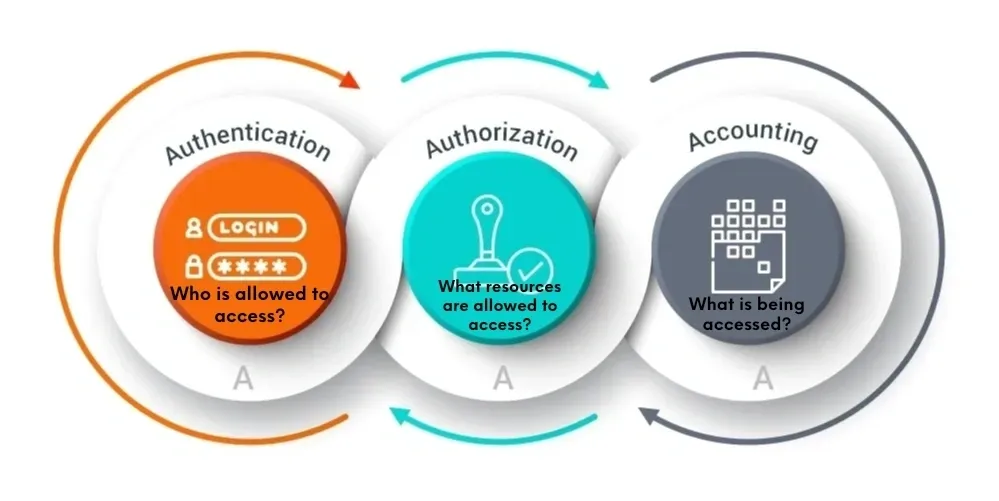 Authentication
Authorization
Accounting
LOGIN
****
Who is allowed to
access?
What resources
are allowed to
access?
What is being
accessed?
A
A
A